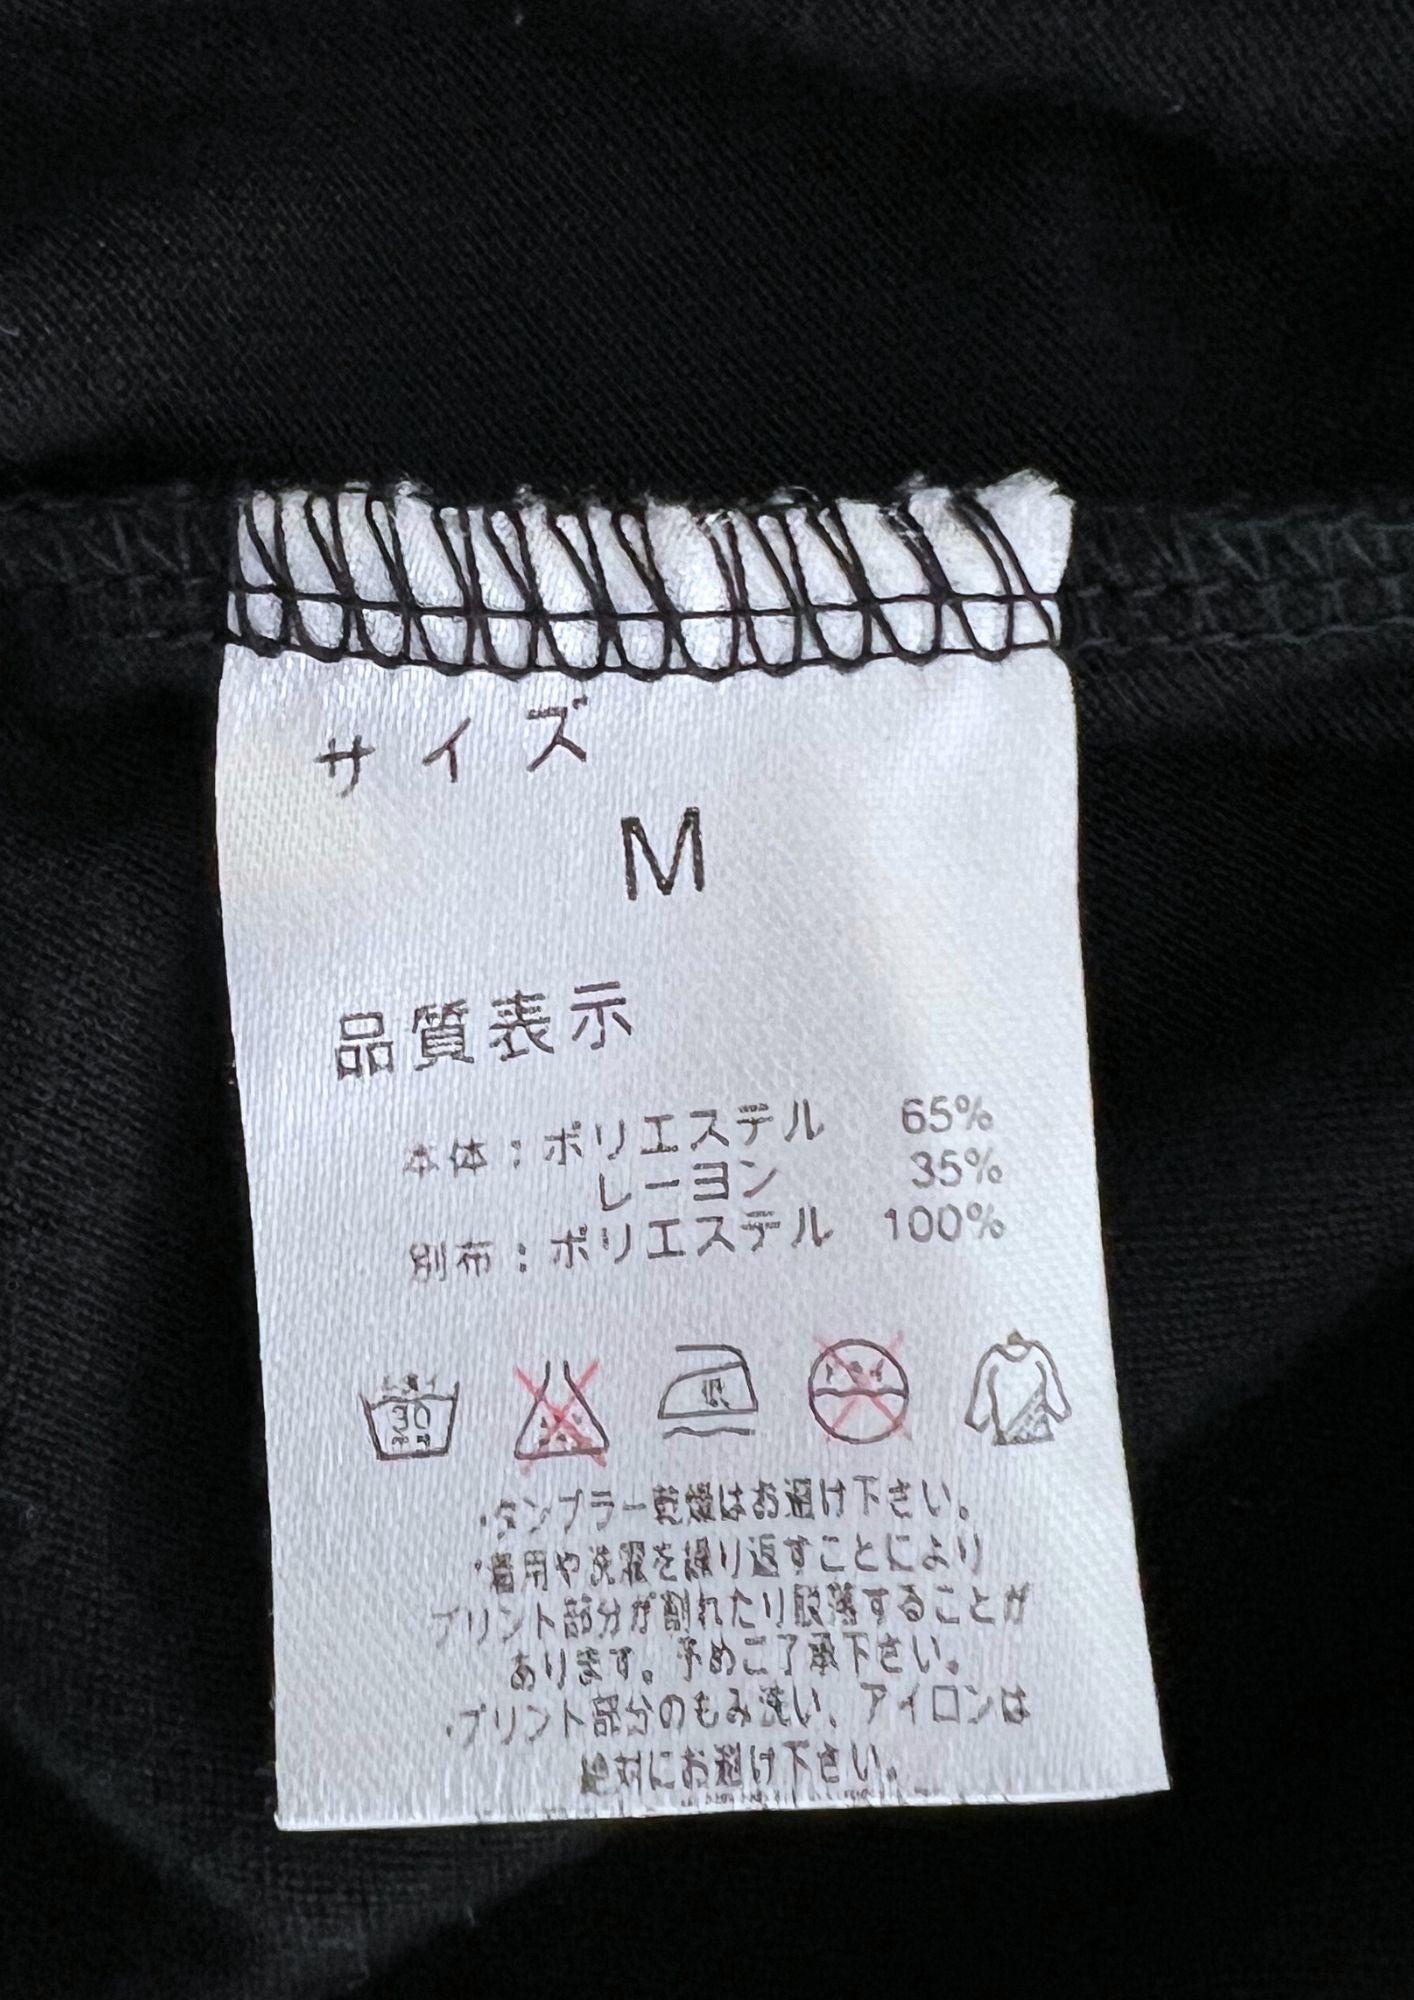 サイズ
M
品質表示
本体：ポリエステル 65%
レーヨン 35%
別布：ポリエステル 100%
30
・タンブラー乾燥はお避け下さい。
・着用や洗濯を繰り返すことにより
プリント部分が割れたり脱落することが
あります。予めご了承下さい。
・プリント部分のもみ洗い、アイロンは
絶対にお避け下さい。